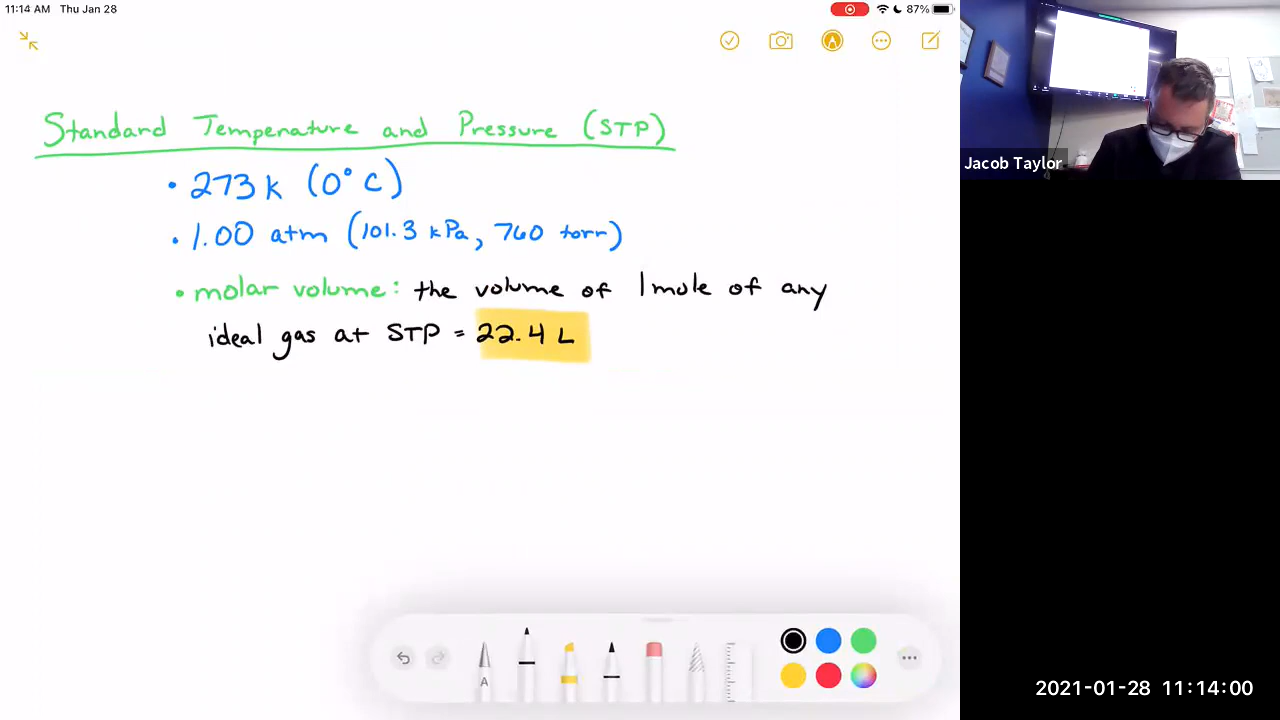 11:14 AM Thu Jan 28
87%
Standard Temperature and Pressure (STP)
• 273 K (0° C)
• 1.00 atm (101.3 kPa, 760 torr)
• molar volume: the volume of 1 mole of any
ideal gas at STP = 22.4 L
A
Jacob Taylor
2021-01-28 11:14:00